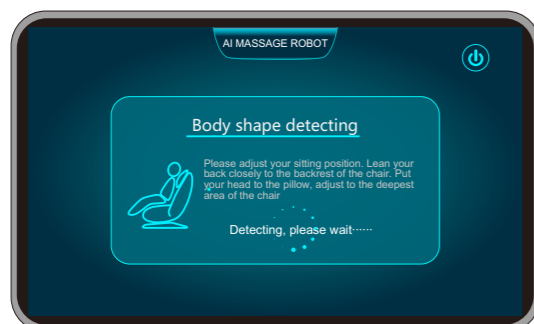 AI MASSAGE ROBOT
Body shape detecting
Please adjust your sitting position. Lean your
back closely to the backrest of the chair. Put
your head to the pillow, adjust to the deepest
area of the chair
Detecting, please wait······